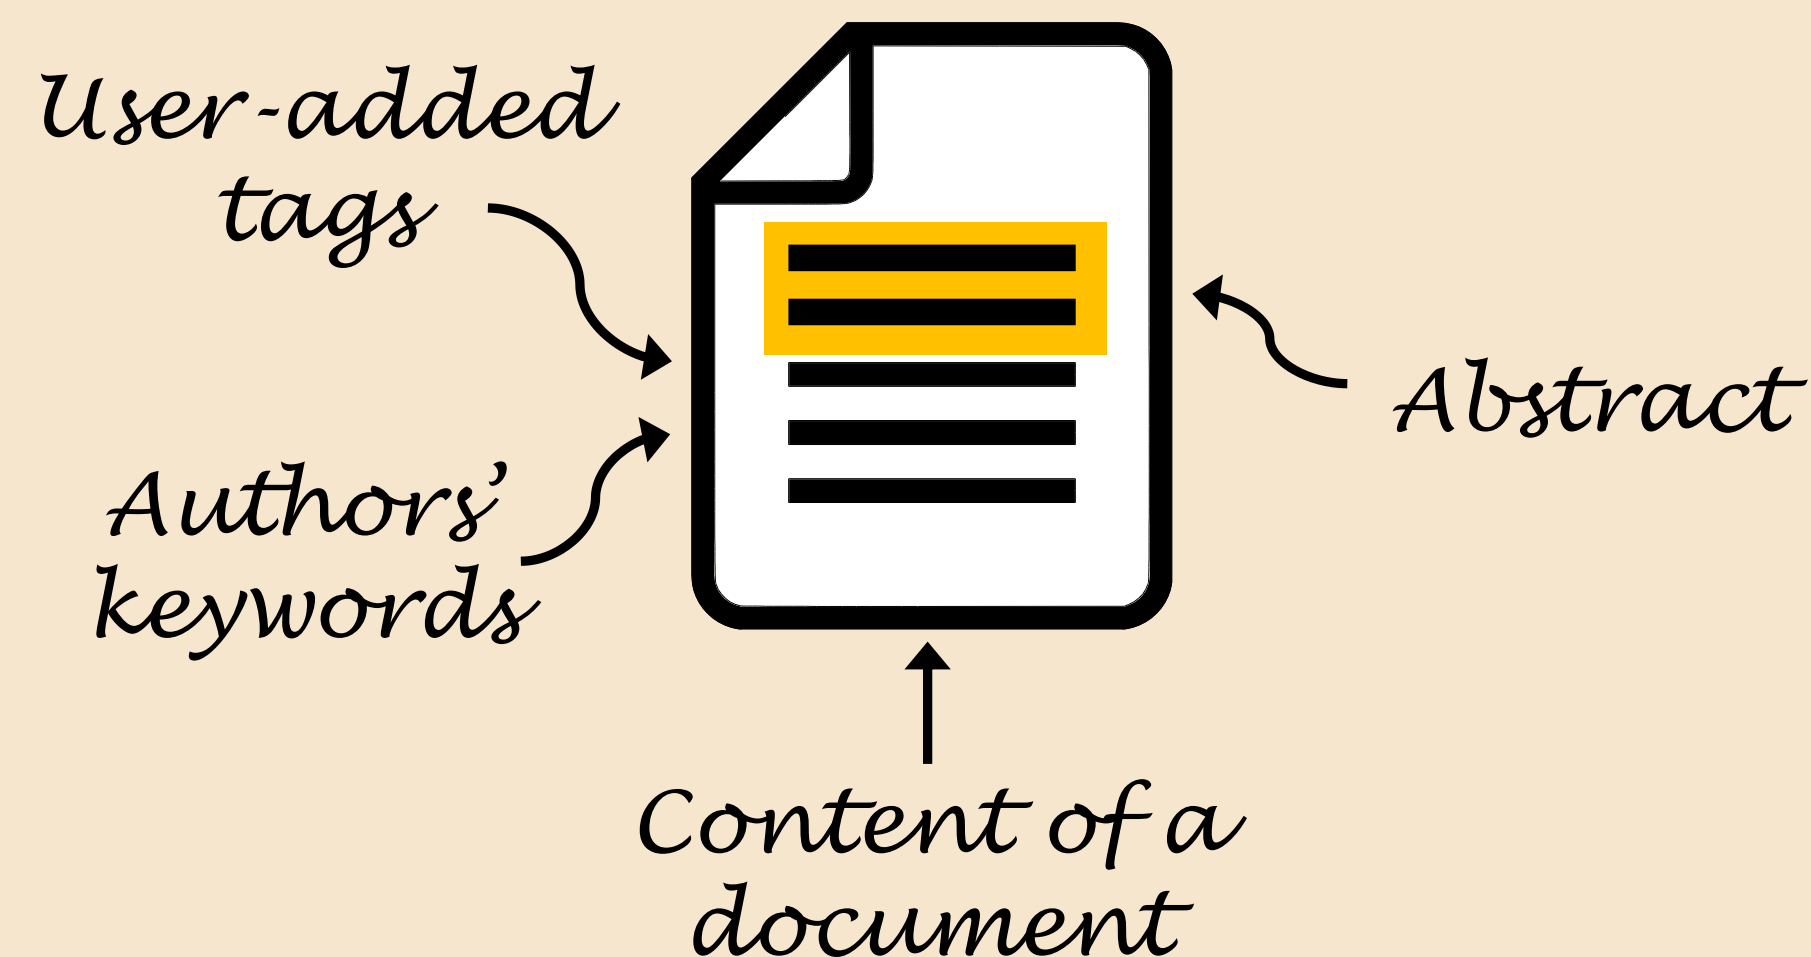 User-added
tags
Authors’
keywords
Abstract
Content of a
document